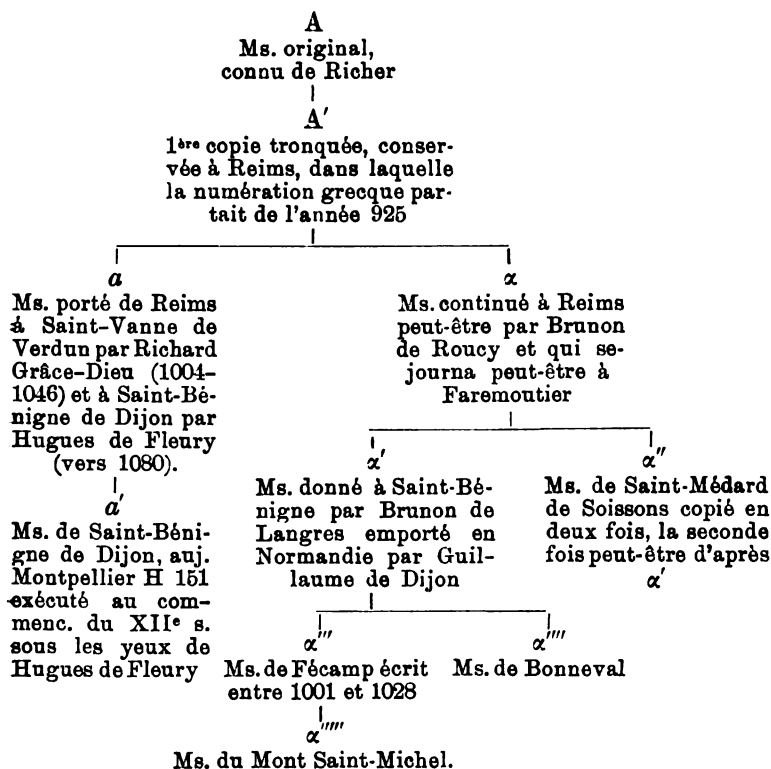 A
Ms. original,
connu de Richer
A′
1ère copie tronquée, conser-
vée à Reims, dans laquelle
la numération grecque par-
tait de l'année 925
a
Ms. porté de Reims
à Saint-Vanne de
Verdun par Richard
Grâce-Dieu (1004-
1046) et à Saint-Bé-
nigne de Dijon par
Hugues de Fleury
(vers 1080).
a′
Ms. de Saint-Béni-
gne de Dijon, auj.
Montpellier H 151
exécuté au com-
menc. du XIIe s.
sous les yeux de
Hugues de Fleury
α
Ms. continué à Reims
peut-être par Brunon
de Roucy et qui se-
journa peut-être à
Faremoutier
α′
Ms. donné à Saint-Bé-
nigne par Brunon de
Langres emporté en
Normandie par Guil-
laume de Dijon
α″
Ms. de Saint-Médard
de Soissons copié en
deux fois, la seconde
fois peut-être d'après
α′
α‴
Ms. de Fécamp écrit
entre 1001 et 1028
α⁗
Ms. de Bonneval
α′′′′′
Ms. du Mont Saint-Michel.